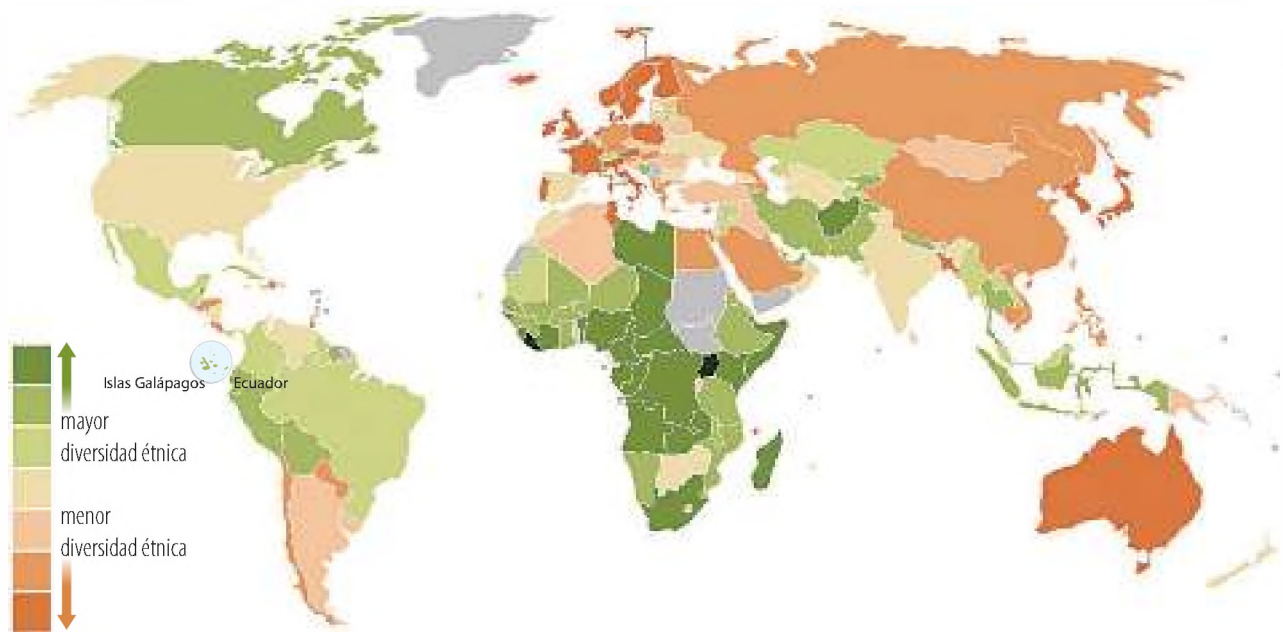 Islas Galápagos
Ecuador
mayor
diversidad étnica
menor
diversidad étnica